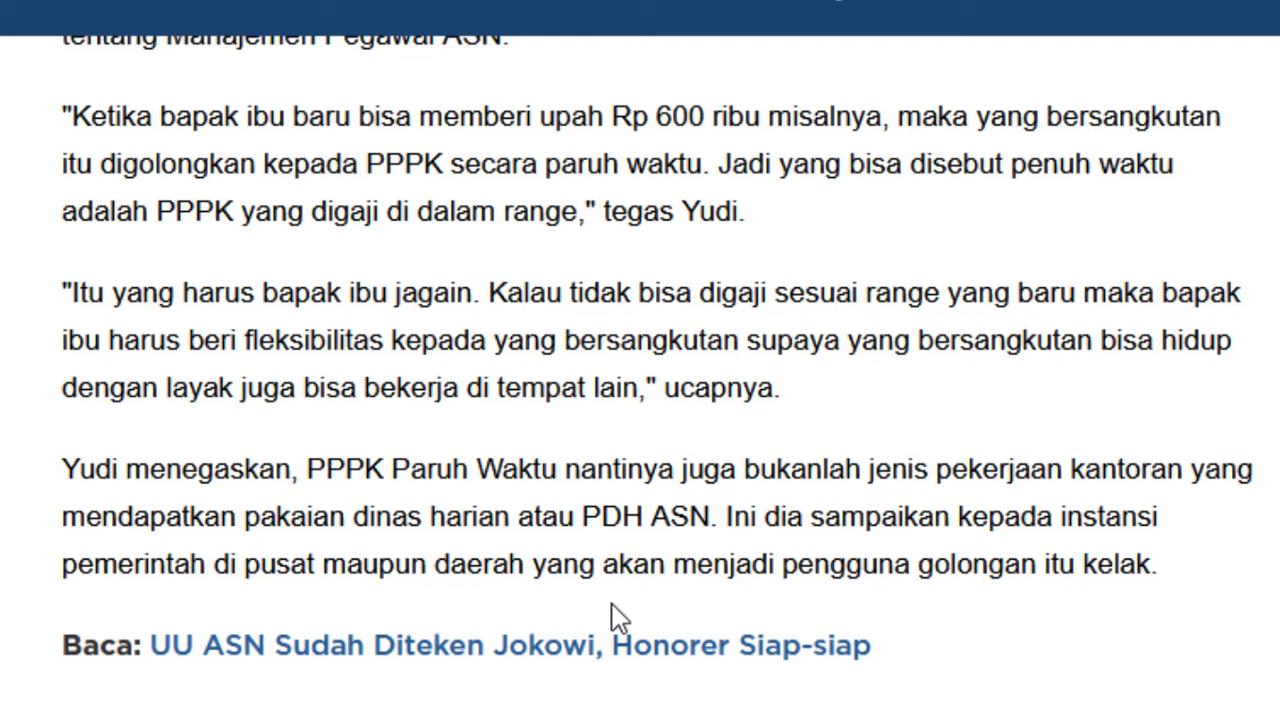 tentang Manajemen Pegawai ASN.
"Ketika bapak ibu baru bisa memberi upah Rp 600 ribu misalnya, maka yang bersangkutan
itu digolongkan kepada PPPK secara paruh waktu. Jadi yang bisa disebut penuh waktu
adalah PPPK yang digaji di dalam range," tegas Yudi.
"Itu yang harus bapak ibu jagain. Kalau tidak bisa digaji sesuai range yang baru maka bapak
ibu harus beri fleksibilitas kepada yang bersangkutan supaya yang bersangkutan bisa hidup
dengan layak juga bisa bekerja di tempat lain," ucapnya.
Yudi menegaskan, PPPK Paruh Waktu nantinya juga bukanlah jenis pekerjaan kantoran yang
mendapatkan pakaian dinas harian atau PDH ASN. Ini dia sampaikan kepada instansi
pemerintah di pusat maupun daerah yang akan menjadi pengguna golongan itu kelak.
Baca: UU ASN Sudah Diteken Jokowi, Honorer Siap-siap